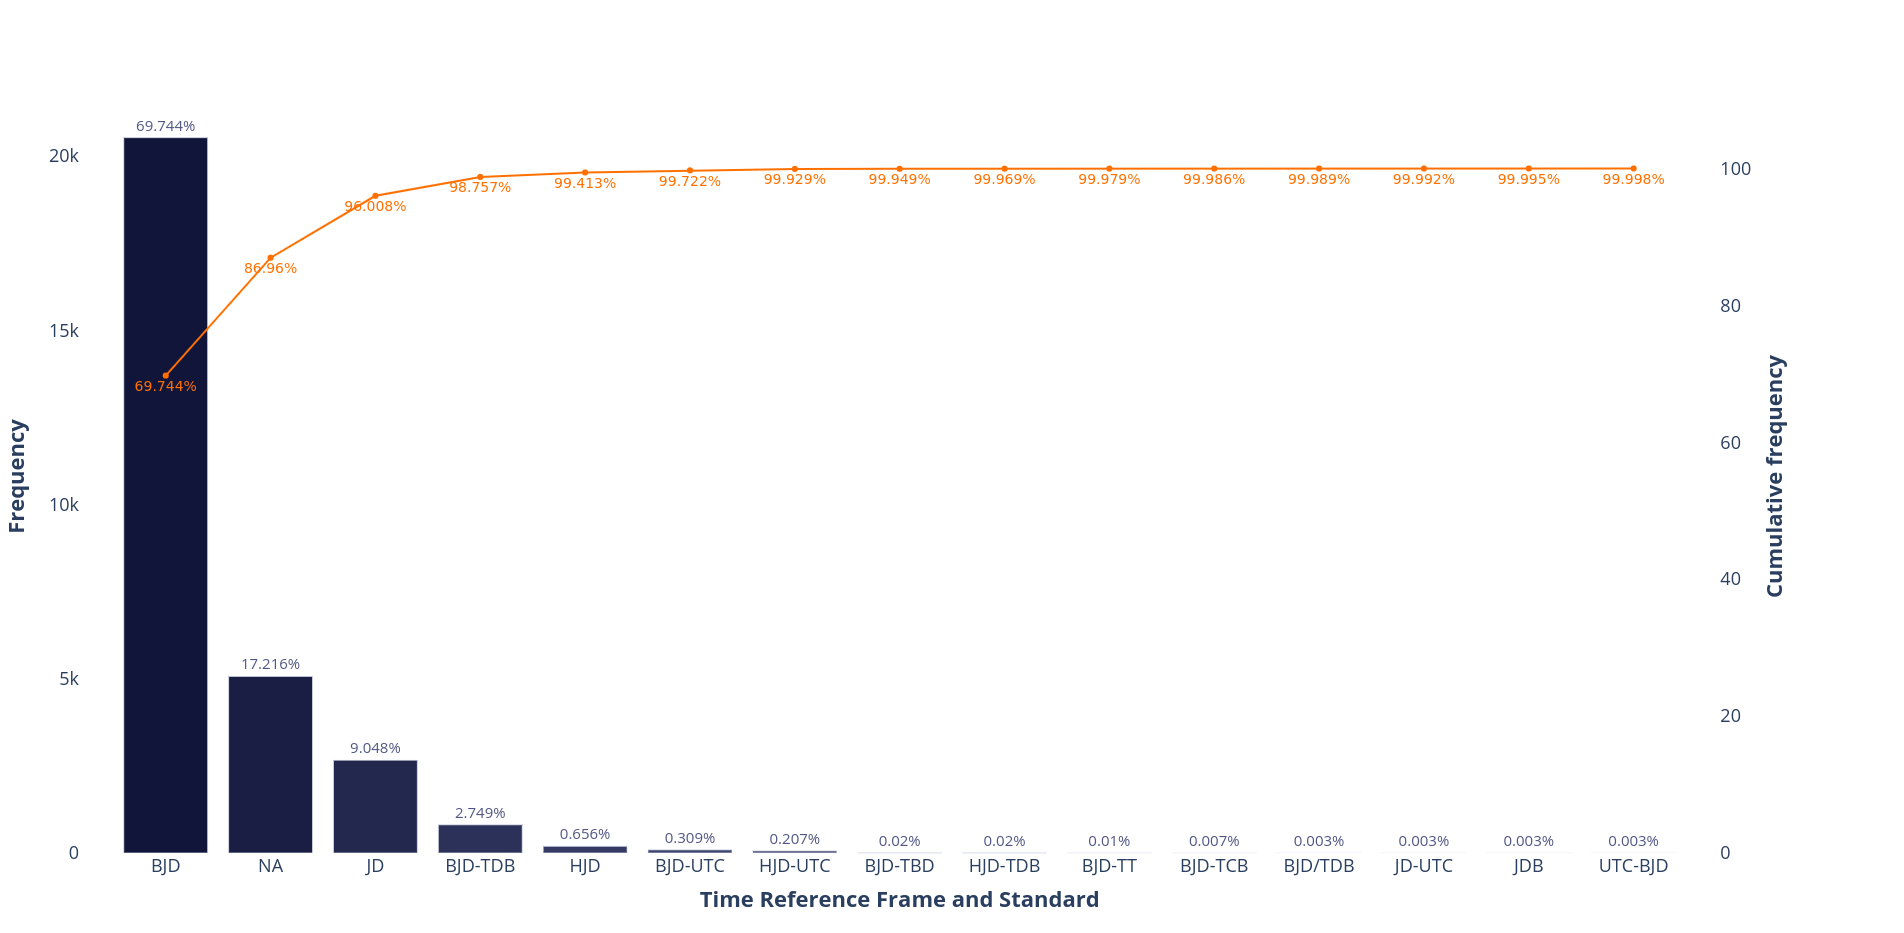 69.744%
20k
100
99.413%
99.722%
99.929%
99.949%
99.969%
99.979%
99.986%
99.989%
99.992%
99.995%
99.998%
98.757%
96.008%
86.96%
80
15k
69.744%
Frequency
Cumulative frequency
60
10k
40
17.216%
5k
20
9.048%
2.749%
0.656%
0.309%
0.207%
0.02%
0.02%
0.01%
0.007%
0.003%
0.003%
0.003%
0.003%
0
0
BJD
NA
JD
BJD-TDB
HJD
BJD-UTC
HJD-UTC
BJD-TBD
HJD-TDB
BJD-TT
BJD-TCB
BJD/TDB
JD-UTC
JDB
UTC-BJD
Time Reference Frame and Standard